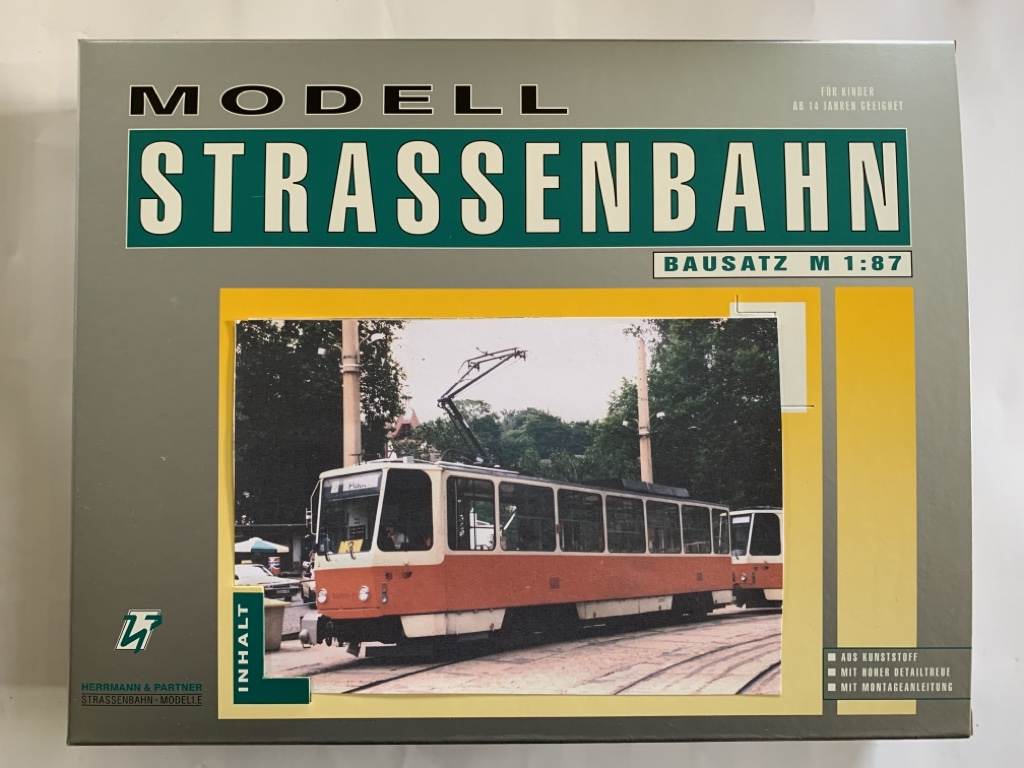 MODELL
FÜR KINDER
AB 14 JAHREN GEEIGNET
STRASSENBAHN
BAUSATZ M 1:87
INHALT
HERRMANN & PARTNER
STRASSENBAHN-MODELLE
AUS KUNSTSTOFF
MIT HOHER DETAILTREUE
MIT MONTAGEANLEITUNG